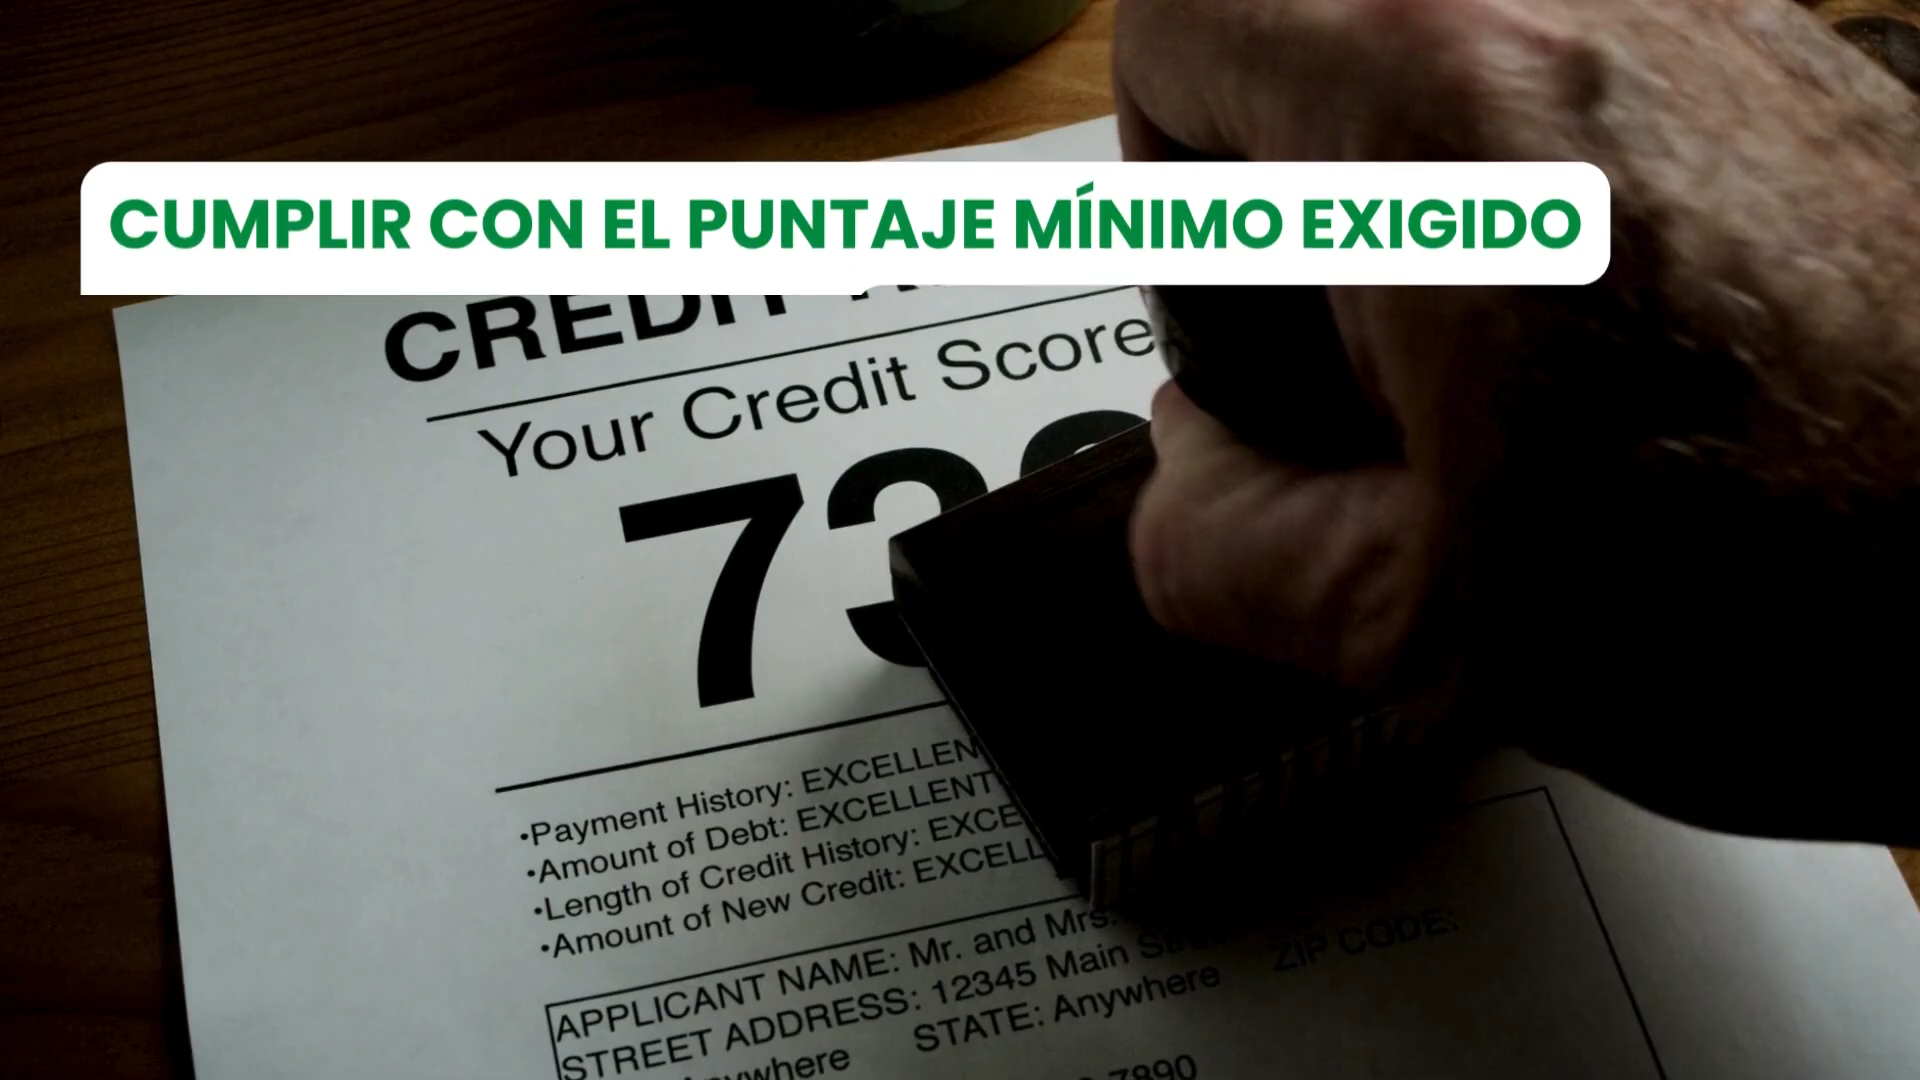 CUMPLIR CON EL PUNTAJE MÍNIMO EXIGIDO
CREDIT
Your Credit Score
73
•Payment History: EXCELLEN
•Amount of Debt: EXCELLENT
•Length of Credit History: EXCE
•Amount of New Credit: EXCELL
APPLICANT NAME: Mr. and Mrs.
STREET ADDRESS: 12345 Main
Anywhere STATE: Anywhere ZIP CODE:
7890